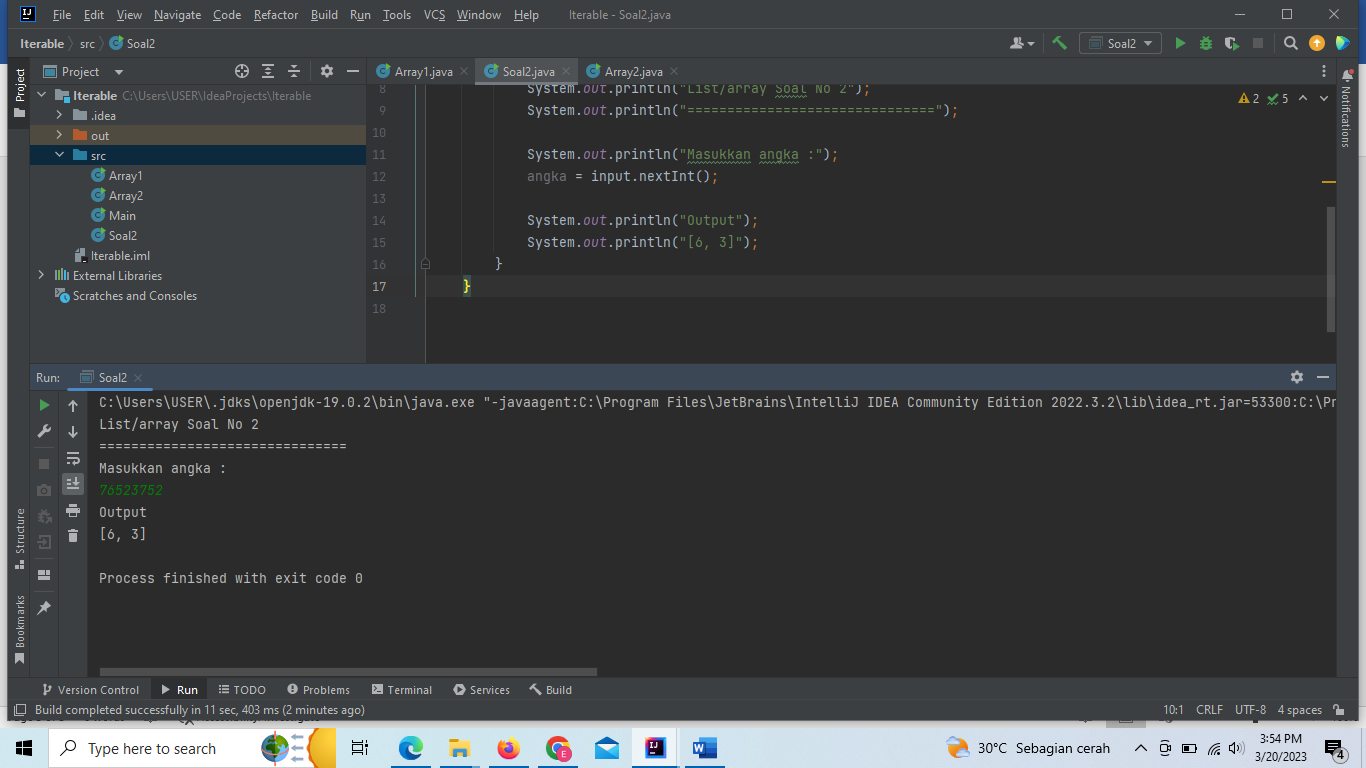 File Edit View Navigate Code Refactor Build Run Tools VCS Window Help Iterable - Soal2.java
Iterable src Soal2
Soal2
Project
Array1.java Soal2.java Array2.java
Project
Notifications
Iterable C:\Users\USER\IdeaProjects\Iterable
.idea
out
src
Array1
Array2
Main
Soal2
Iterable.iml
External Libraries
Scratches and Consoles
2 5
8 System.out.println("List/array Soal No 2");
9 System.out.println("===============================");
10
11 System.out.println("Masukkan angka :");
12 angka = input.nextInt();
13
14 System.out.println("Output");
15 System.out.println("[6, 3]");
16 }
17 }
18
Run: Soal2
C:\Users\USER\.jdks\openjdk-19.0.2\bin\java.exe "-javaagent:C:\Program Files\JetBrains\IntelliJ IDEA Community Edition 2022.3.2\lib\idea_rt.jar=53300:C:\Pr
List/array Soal No 2
===============================
Masukkan angka :
76523752
Output
[6, 3]
Process finished with exit code 0
Structure
Bookmarks
Version Control Run TODO Problems Terminal Services Build
Build completed successfully in 11 sec, 403 ms (2 minutes ago)
10:1 CRLF UTF-8 4 spaces
Type here to search
30°C Sebagian cerah
3:54 PM
3/20/2023
4